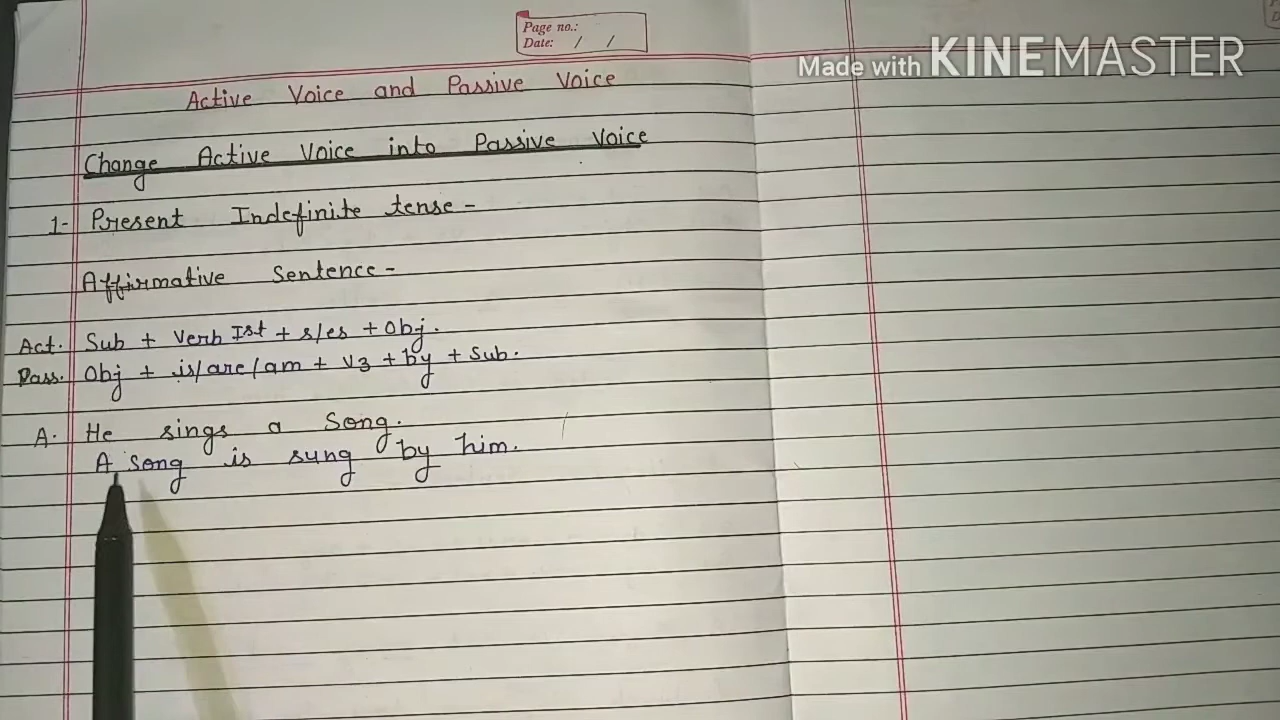 Page no.:
Date: / /
Made with KINEMASTER
Active Voice and Passive Voice
Change Active Voice into Passive Voice
1- Present Indefinite tense -
Affirmative Sentence -
Act. Sub + Verb Ist + s/es + Obj.
Pass. Obj + is/are/am + V3 + by + Sub.
A. He sings a Song.
A song is sung by him.